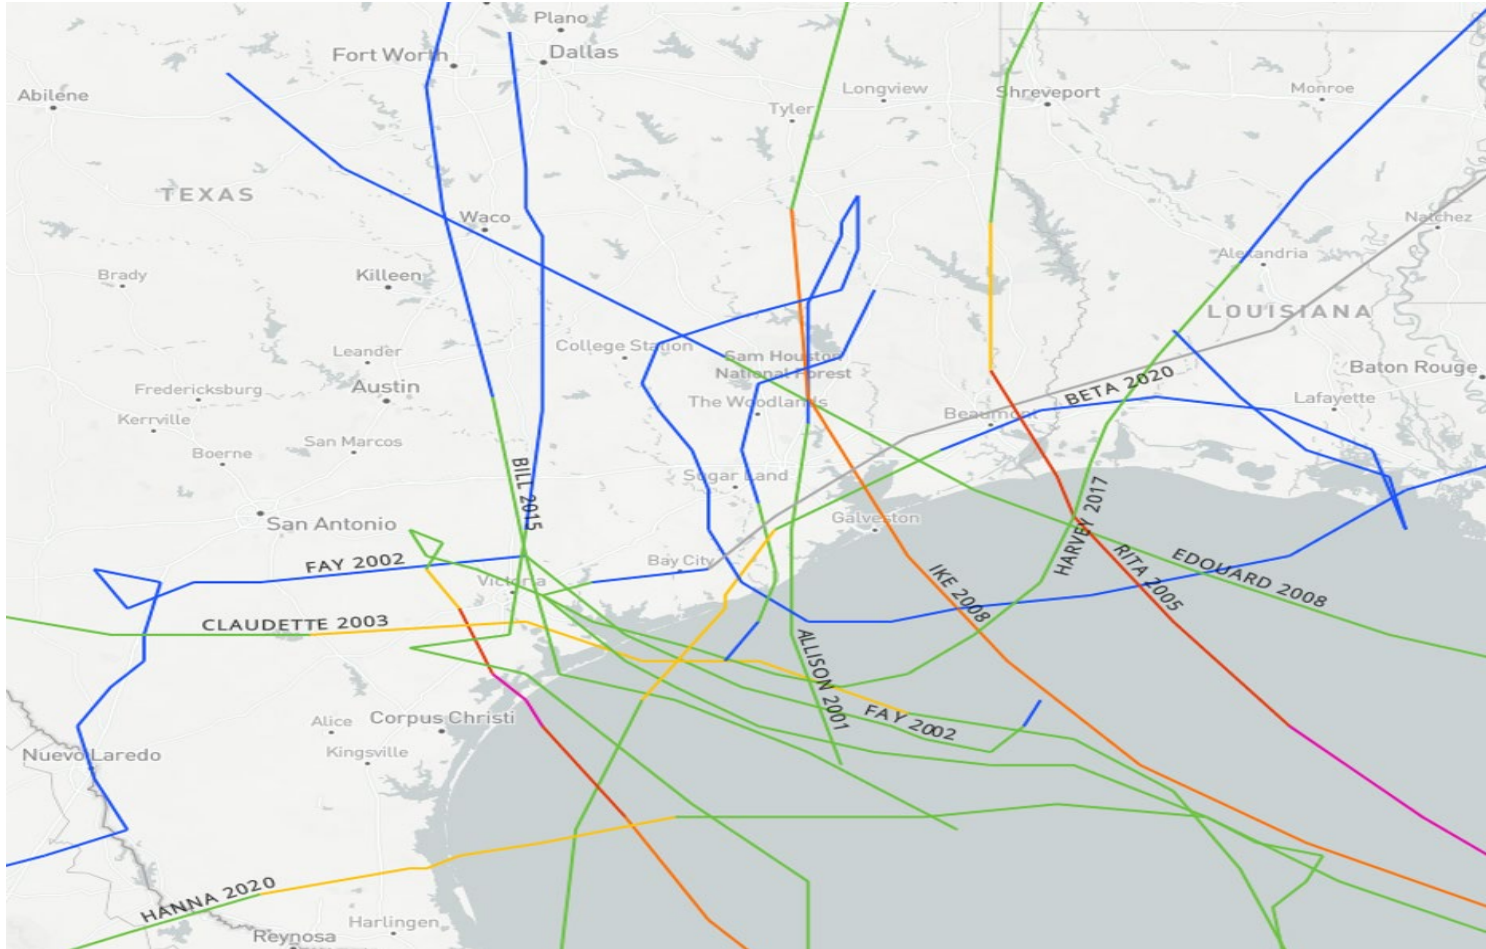 Plano
Dallas
Fort Worth
Abilene
Tyler
Longview
Shreveport
Monroe
TEXAS
Waco
Natchez
Brady
Killeen
Alexandria
LOUISIANA
Leander
College Station
Sam Houston
National Forest
Baton Rouge
Fredericksburg
Austin
The Woodlands
Beaumont
BETA 2020
Lafayette
Kerrville
San Marcos
Boerne
BILL 2015
Sugar Land
San Antonio
Galveston
HARVEY 2017
FAY 2002
Victoria
Bay City
IKE 2008
RITA 2005
EDOUARD 2008
CLAUDETTE 2003
ALLISON 2001
FAY 2002
Alice
Corpus Christi
Nuevo Laredo
Kingsville
HANNA 2020
Harlingen
Reynosa